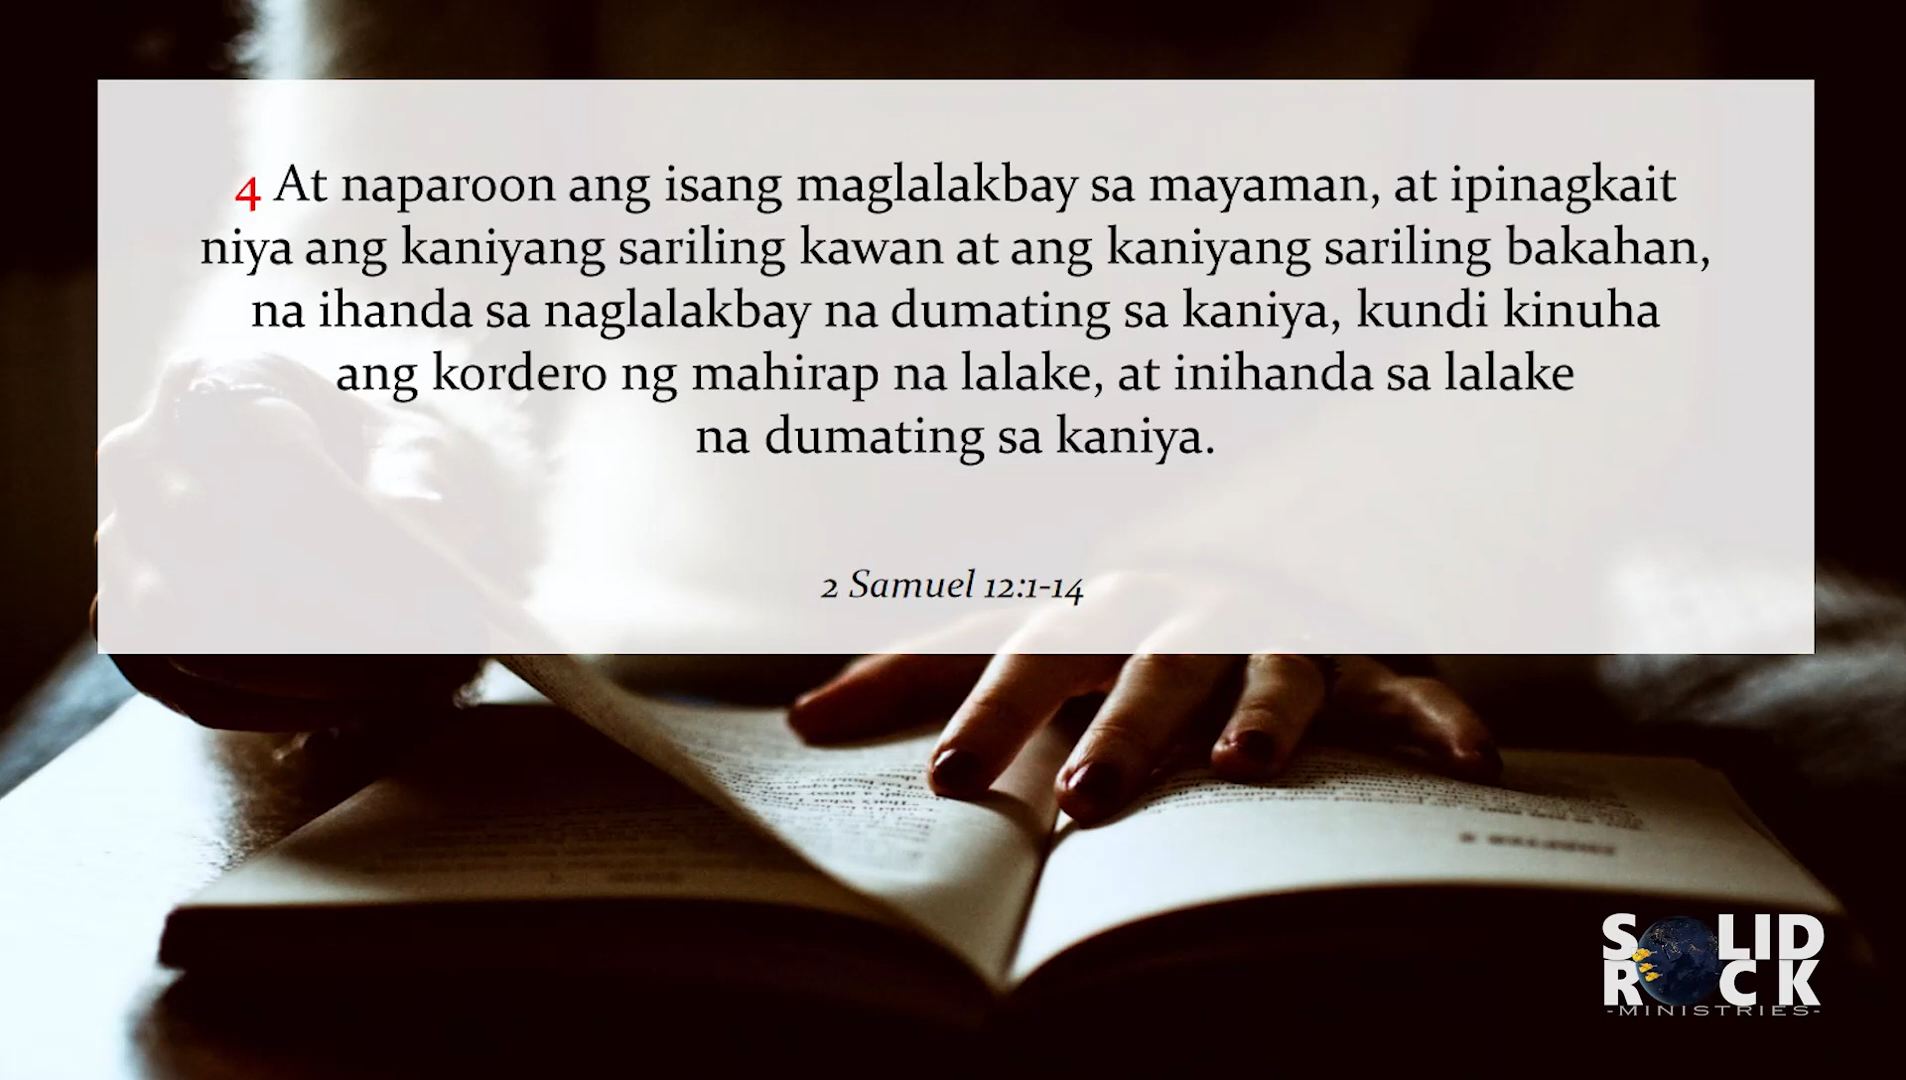 4 At naparoon ang isang maglalakbay sa mayaman, at ipinagkait
niya ang kaniyang sariling kawan at ang kaniyang sariling bakahan,
na ihanda sa naglalakbay na dumating sa kaniya, kundi kinuha
ang kordero ng mahirap na lalake, at inihanda sa lalake
na dumating sa kaniya.
2 Samuel 12:1-14
SOLID
ROCK
-MINISTRIES-